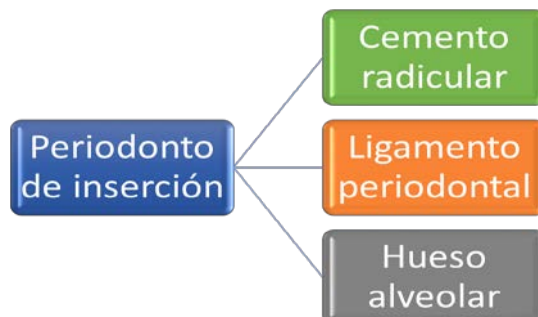 Periodonto
de inserción
Cemento
radicular
Ligamento
periodontal
Hueso
alveolar